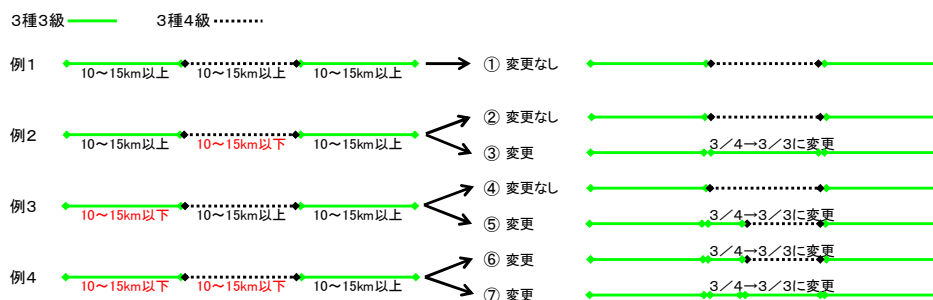 ３種３級 ３種４級
例１ 10～15km以上 10～15km以上 10～15km以上 ① 変更なし
例２ 10～15km以上 10～15km以下 10～15km以上 ② 変更なし
③ 変更 ３／４→３／３に変更
例３ 10～15km以下 10～15km以上 10～15km以上 ④ 変更なし
⑤ 変更 ３／４→３／３に変更
例４ 10～15km以下 10～15km以下 10～15km以上 ⑥ 変更 ３／４→３／３に変更
⑦ 変更 ３／４→３／３に変更